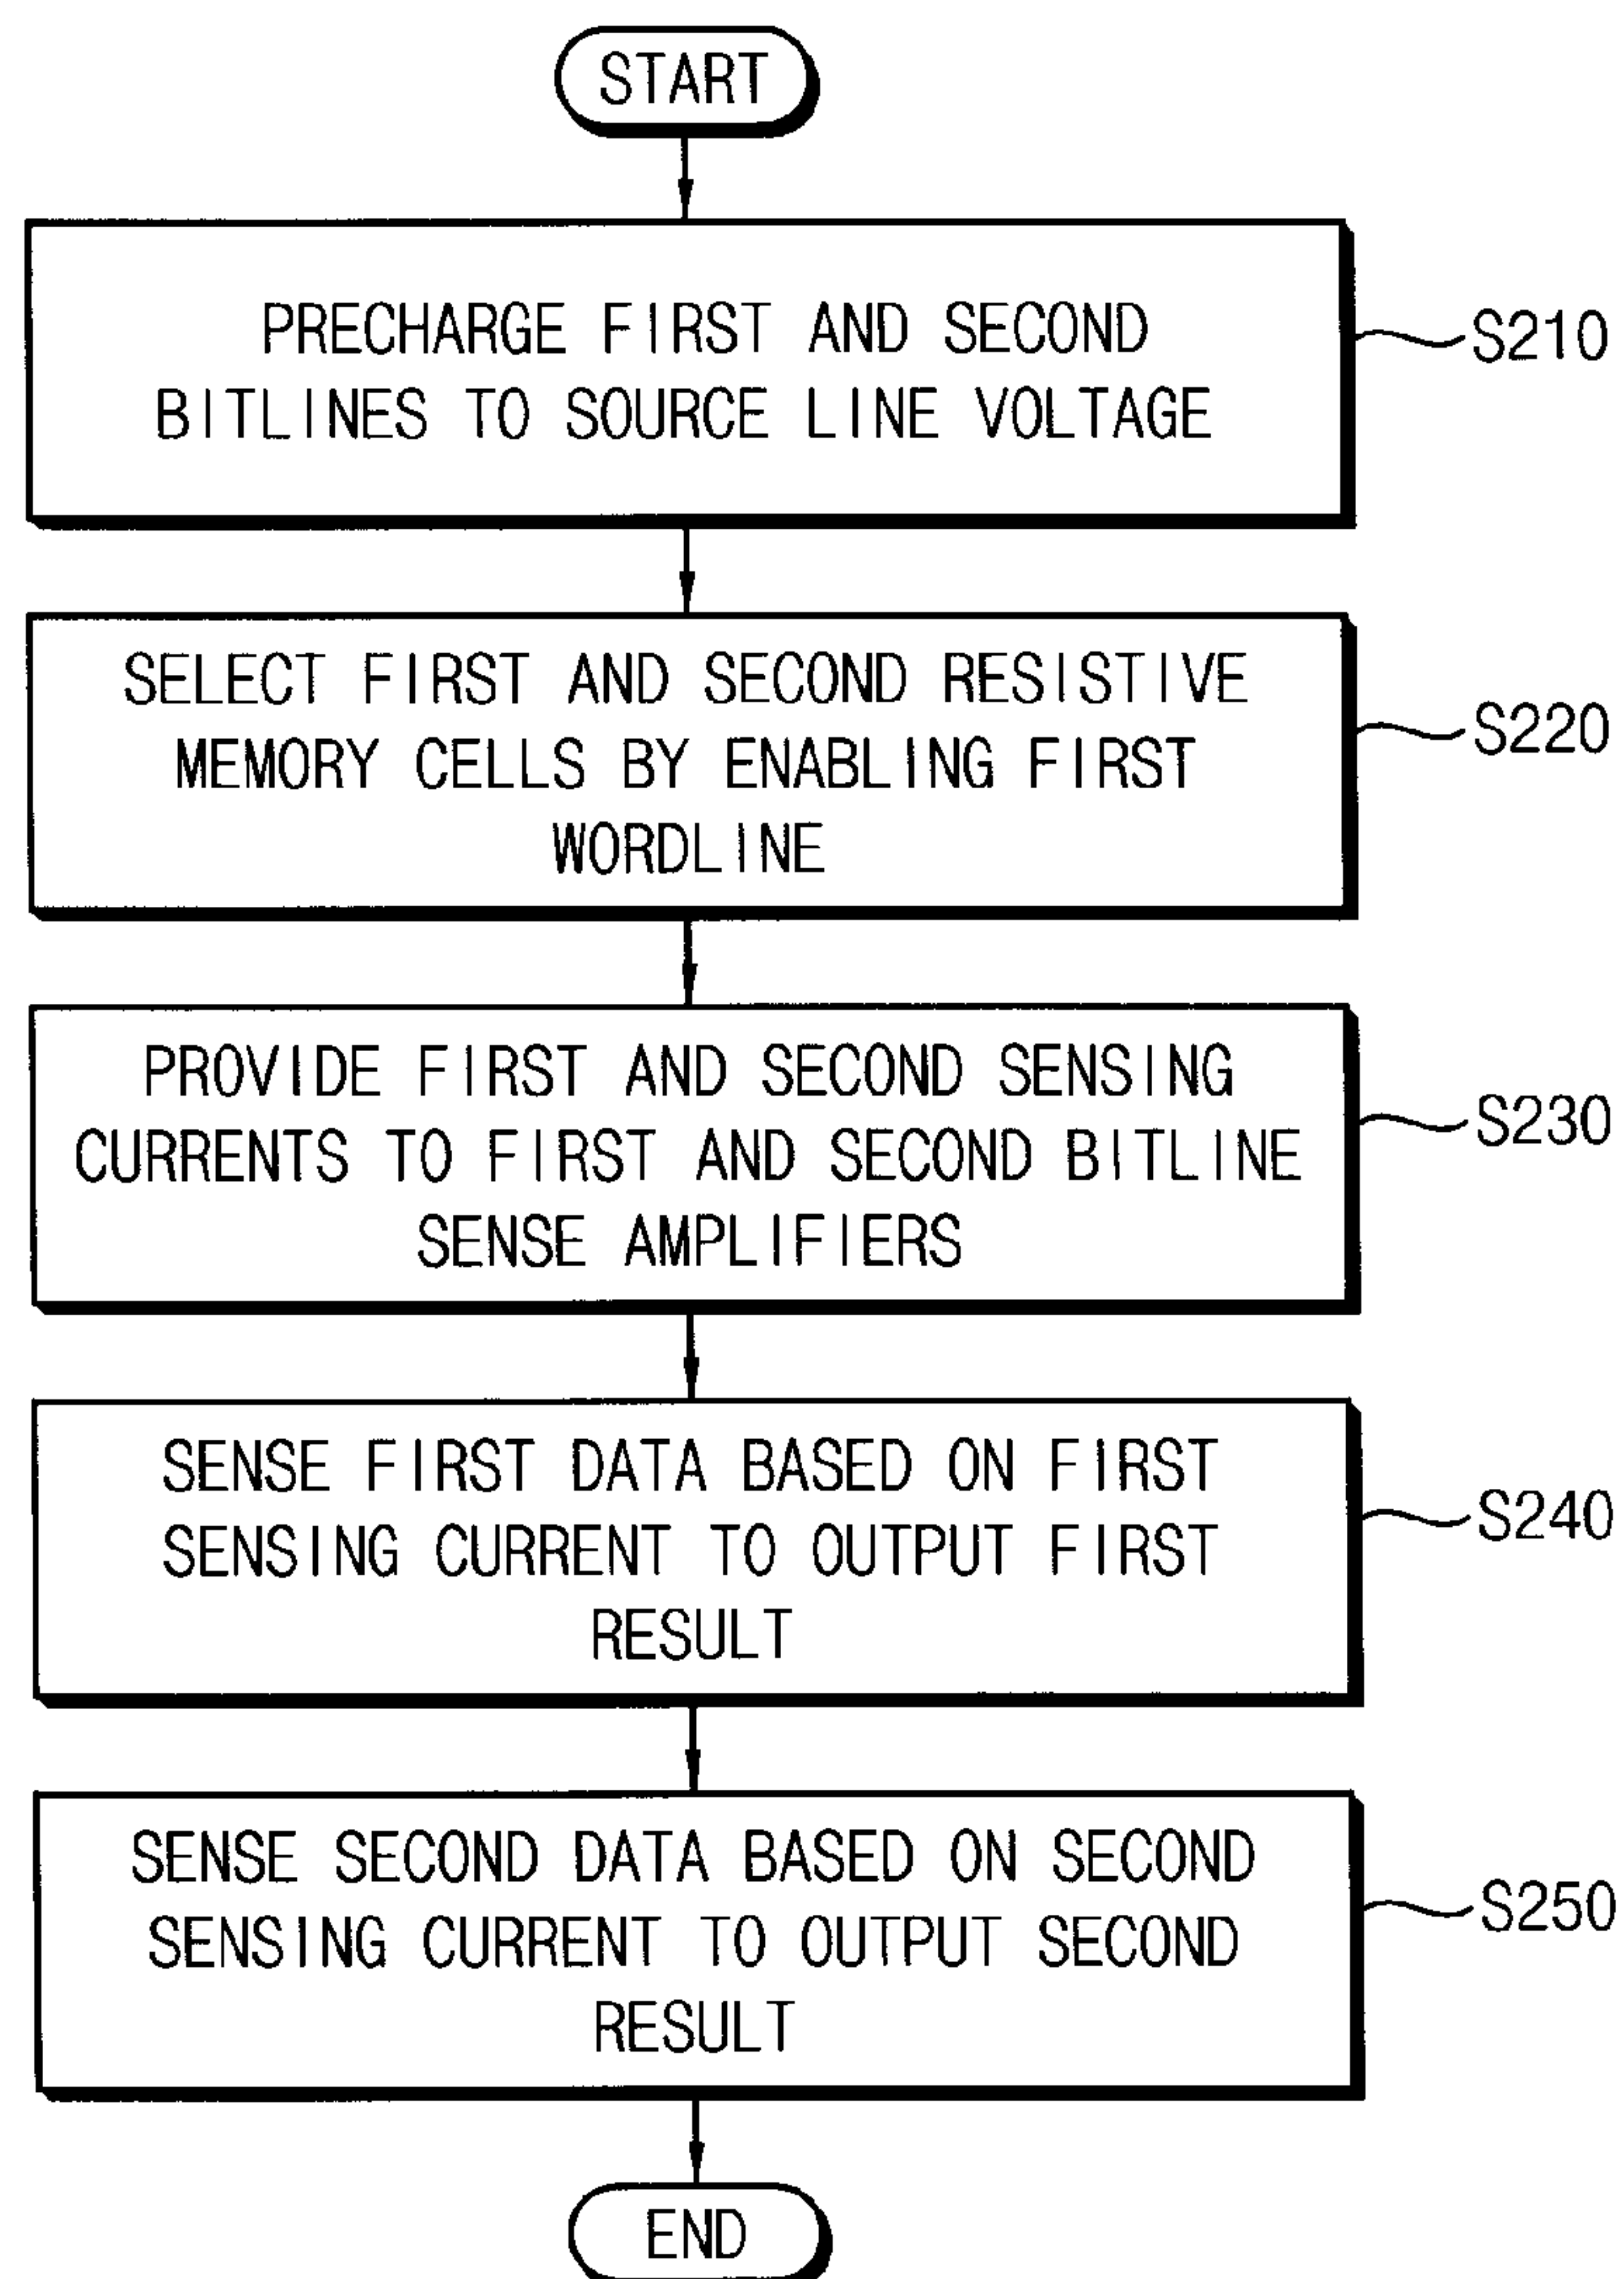 START
PRECHARGE FIRST AND SECOND
BITLINES TO SOURCE LINE VOLTAGE
S210
SELECT FIRST AND SECOND RESISTIVE
MEMORY CELLS BY ENABLING FIRST
WORDLINE
S220
PROVIDE FIRST AND SECOND SENSING
CURRENTS TO FIRST AND SECOND BITLINE
SENSE AMPLIFIERS
S230
SENSE FIRST DATA BASED ON FIRST
SENSING CURRENT TO OUTPUT FIRST
RESULT
S240
SENSE SECOND DATA BASED ON SECOND
SENSING CURRENT TO OUTPUT SECOND
RESULT
S250
END